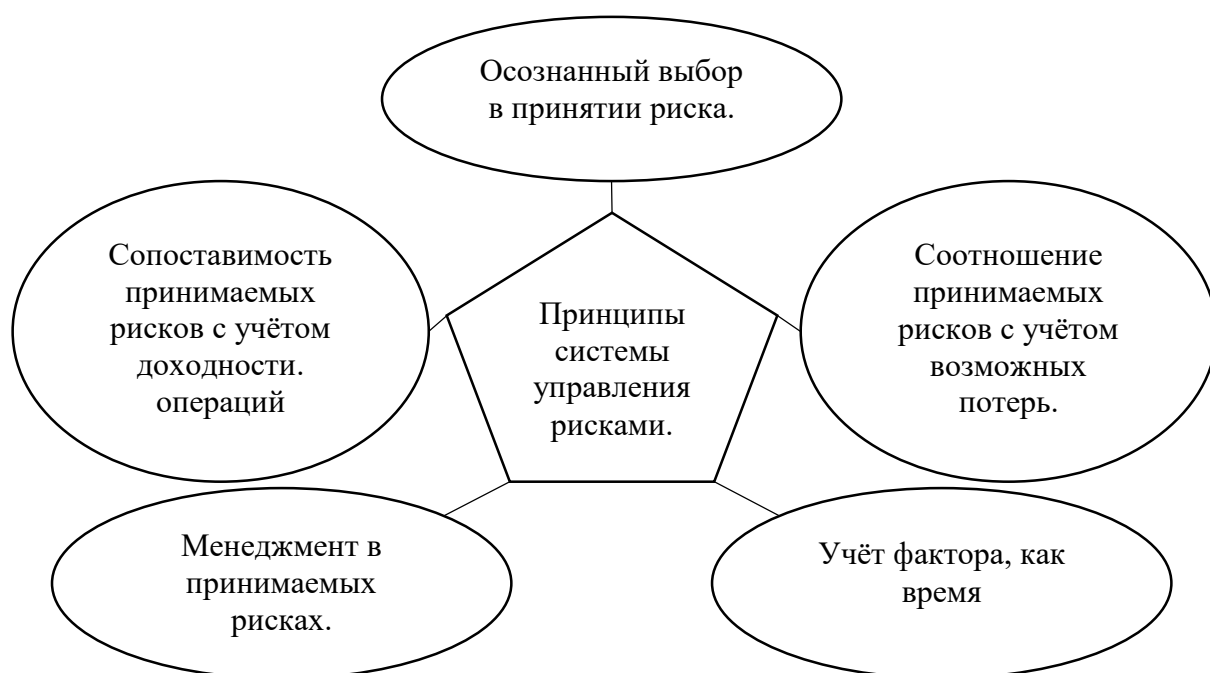 Осознанный выбор
в принятии риска.
Сопоставимость
принимаемых
рисков с учётом
доходности.
операций
Принципы
системы
управления
рисками.
Соотношение
принимаемых
рисков с учётом
возможных
потерь.
Менеджмент в
принимаемых
рисках.
Учёт фактора, как
время